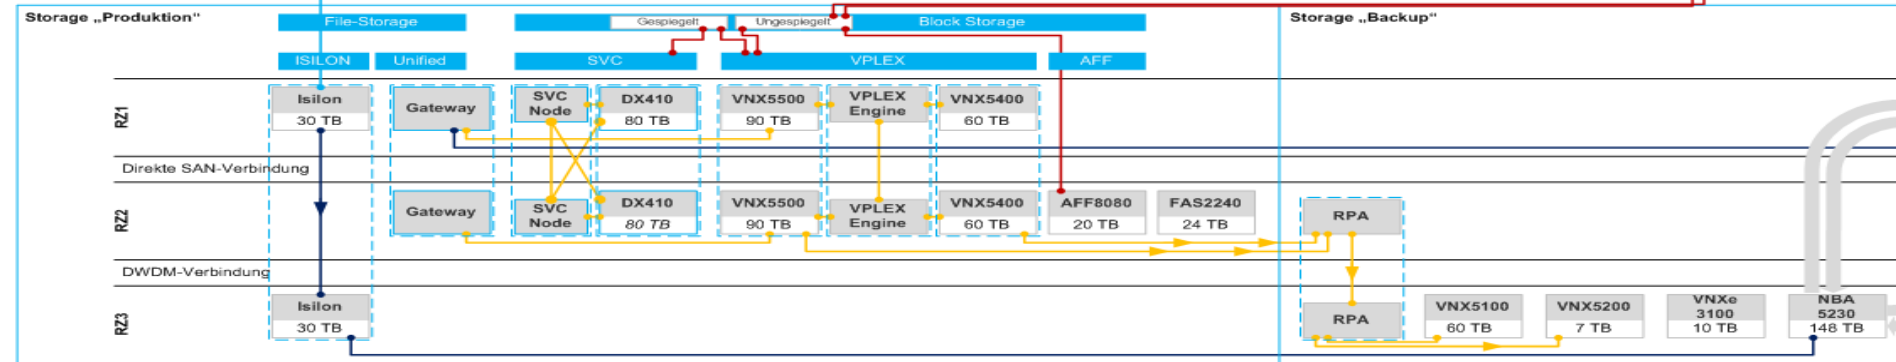 Storage „Produktion“
File-Storage
Gespiegelt
Ungespiegelt
Block Storage
Storage „Backup“
ISILON
Unified
SVC
VPLEX
AFF
RZ1
Isilon
30 TB
Gateway
SVC
Node
DX410
80 TB
VNX5500
90 TB
VPLEX
Engine
VNX5400
60 TB
Direkte SAN-Verbindung
RZ2
Gateway
SVC
Node
DX410
80 TB
VNX5500
90 TB
VPLEX
Engine
VNX5400
60 TB
AFF8080
20 TB
FAS2240
24 TB
RPA
DWDM-Verbindung
RZ3
Isilon
30 TB
RPA
VNX5100
60 TB
VNX5200
7 TB
VNXe
3100
10 TB
NBA
5230
148 TB